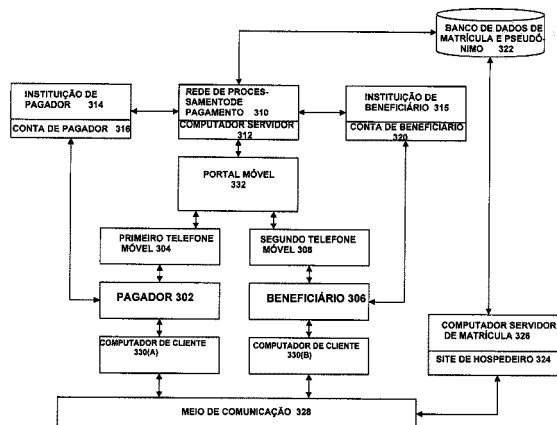 BANCO DE DADOS DE
MATRÍCULA E PSEUDÔ-
NIMO 322
INSTITUIÇÃO DE
PAGADOR 314
CONTA DE PAGADOR 316
REDE DE PROCES-
SAMENTODE
PAGAMENTO 310
COMPUTADOR SERVIDOR
312
INSTITUIÇÃO DE
BENEFICIÁRIO 315
CONTA DE BENEFICIÁRIO
320
PORTAL MÓVEL
332
PRIMEIRO TELEFONE
MÓVEL 304
SEGUNDO TELEFONE
MÓVEL 308
PAGADOR 302
BENEFICIÁRIO 306
COMPUTADOR DE CLIENTE
330(A)
COMPUTADOR DE CLIENTE
330(B)
COMPUTADOR SERVIDOR
DE MATRÍCULA 326
SITE DE HOSPEDEIRO 324
MEIO DE COMUNICAÇÃO 328